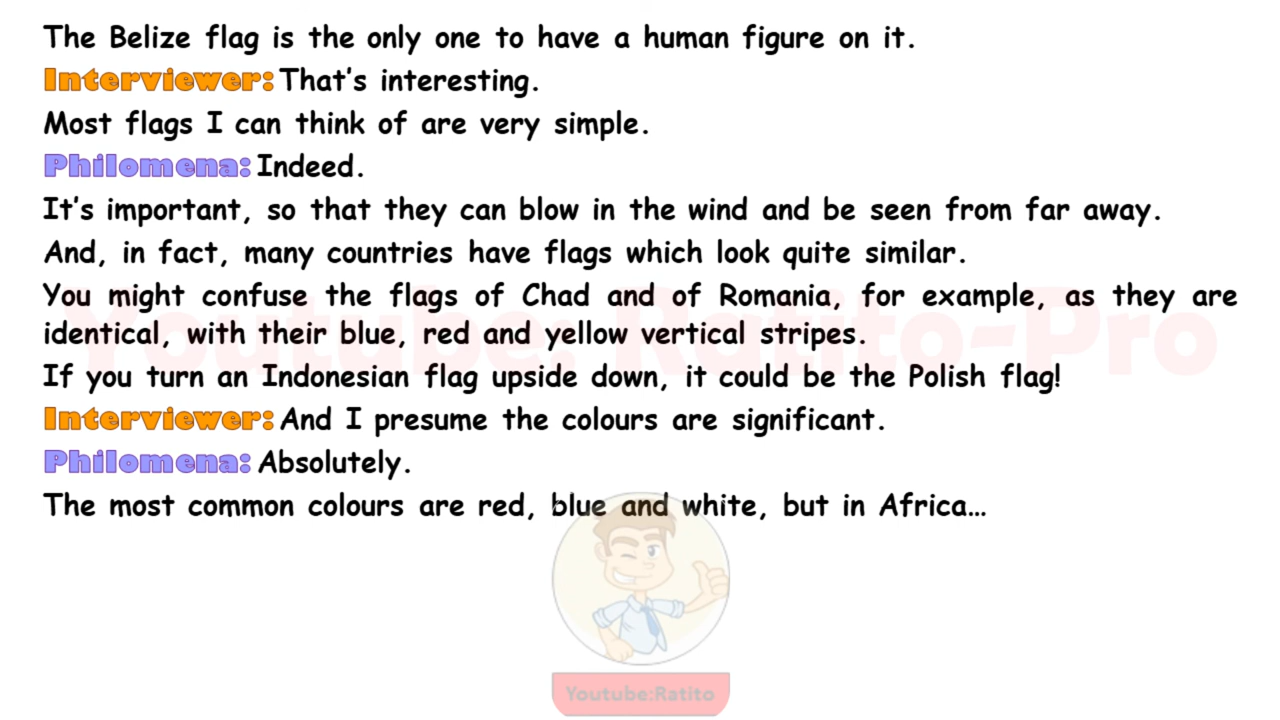 The Belize flag is the only one to have a human figure on it.
Interviewer: That's interesting.
Most flags I can think of are very simple.
Philomena: Indeed.
It's important, so that they can blow in the wind and be seen from far away.
And, in fact, many countries have flags which look quite similar.
You might confuse the flags of Chad and of Romania, for example, as they are
identical, with their blue, red and yellow vertical stripes.
If you turn an Indonesian flag upside down, it could be the Polish flag!
Interviewer: And I presume the colours are significant.
Philomena: Absolutely.
The most common colours are red, blue and white, but in Africa…
Youtube: Ratito-Pro
Youtube:Ratito